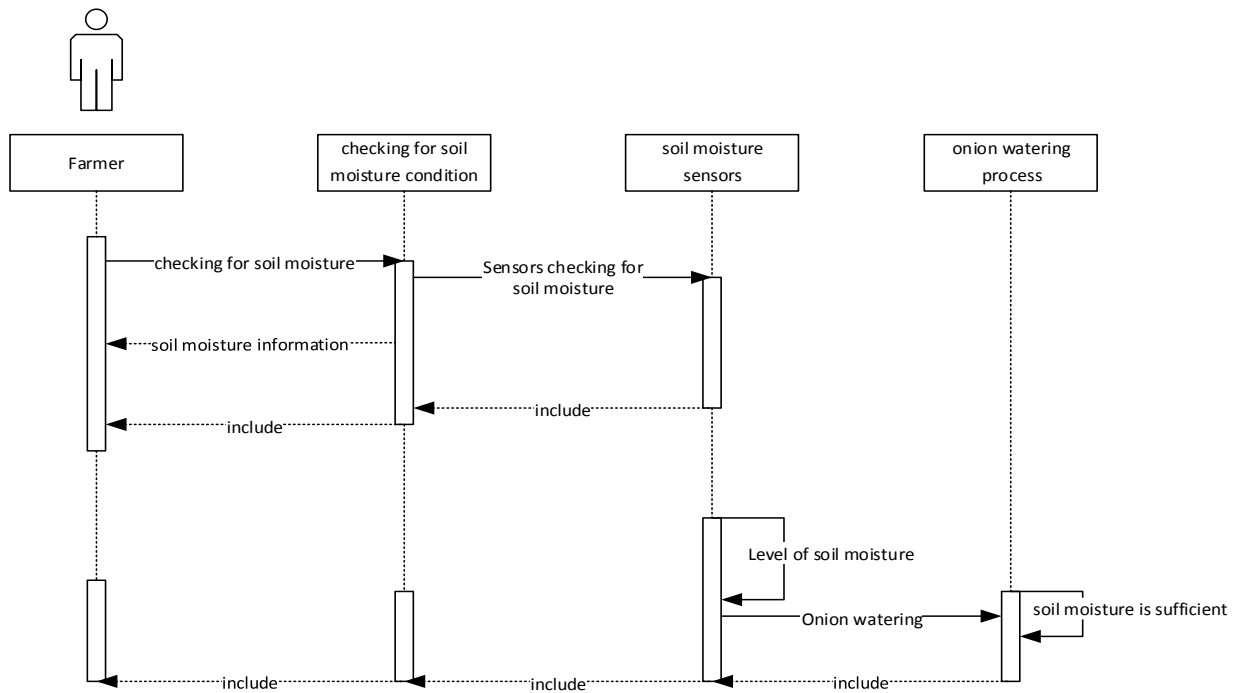 Farmer
checking for soil
moisture condition
soil moisture
sensors
onion watering
process
checking for soil moisture
Sensors checking for
soil moisture
soil moisture information
include
include
Level of soil moisture
Onion watering
soil moisture is sufficient
include
include
include